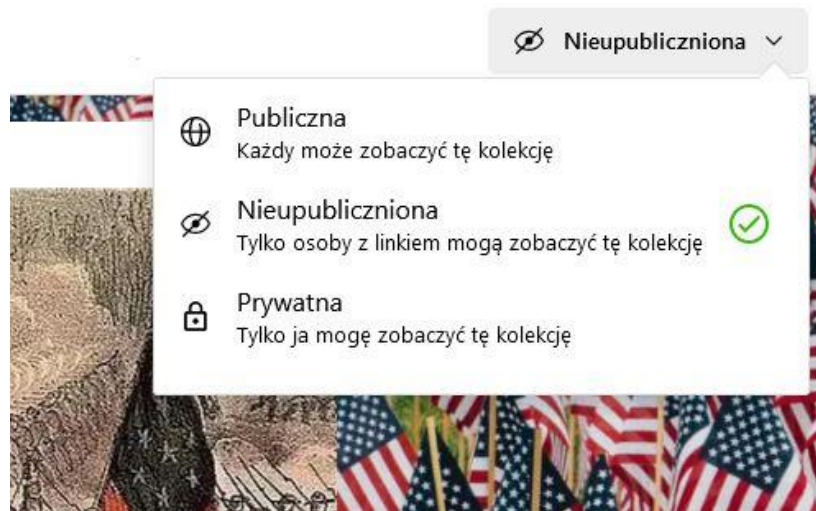 Nieupubliczniona
Publiczna
Każdy może zobaczyć tę kolekcję
Nieupubliczniona
Tylko osoby z linkiem mogą zobaczyć tę kolekcję
Prywatna
Tylko ja mogę zobaczyć tę kolekcję